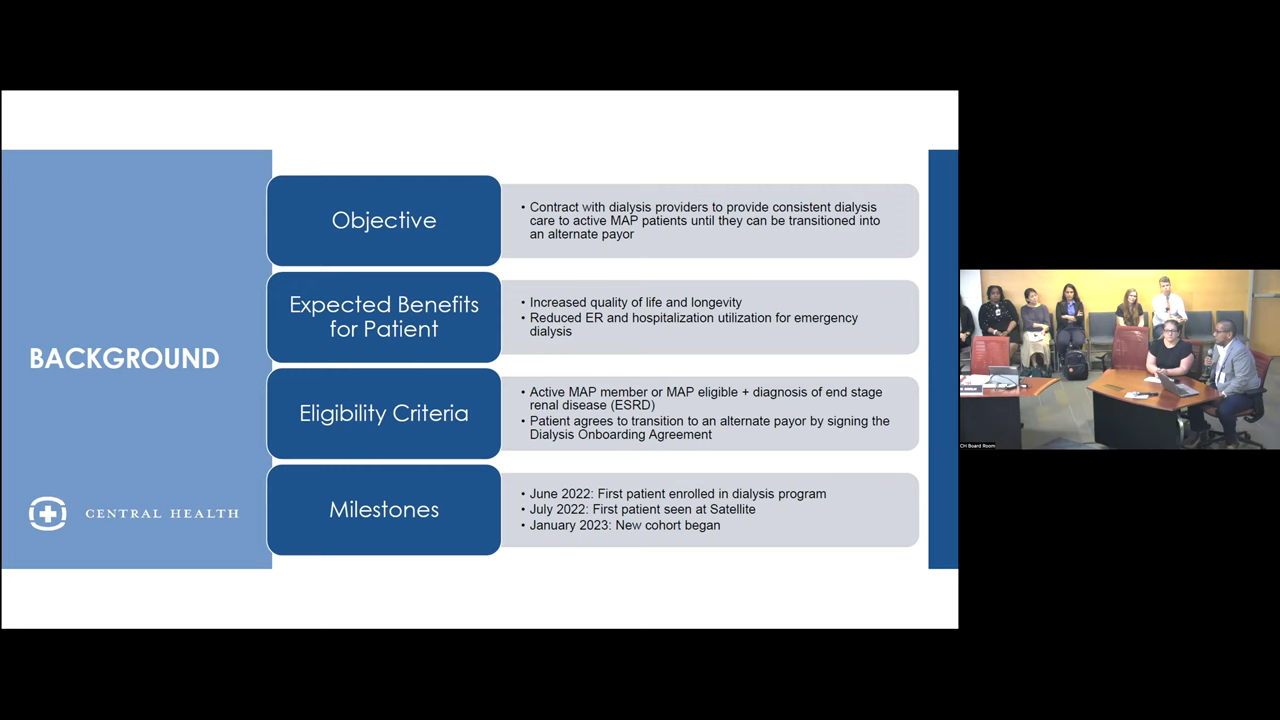 BACKGROUND
CENTRAL HEALTH
Objective
• Contract with dialysis providers to provide consistent dialysis
care to active MAP patients until they can be transitioned into
an alternate payor
Expected Benefits
for Patient
• Increased quality of life and longevity
• Reduced ER and hospitalization utilization for emergency
dialysis
Eligibility Criteria
• Active MAP member or MAP eligible + diagnosis of end stage
renal disease (ESRD)
• Patient agrees to transition to an alternate payor by signing the
Dialysis Onboarding Agreement
Milestones
• June 2022: First patient enrolled in dialysis program
• July 2022: First patient seen at Satellite
• January 2023: New cohort began
CH Board Room